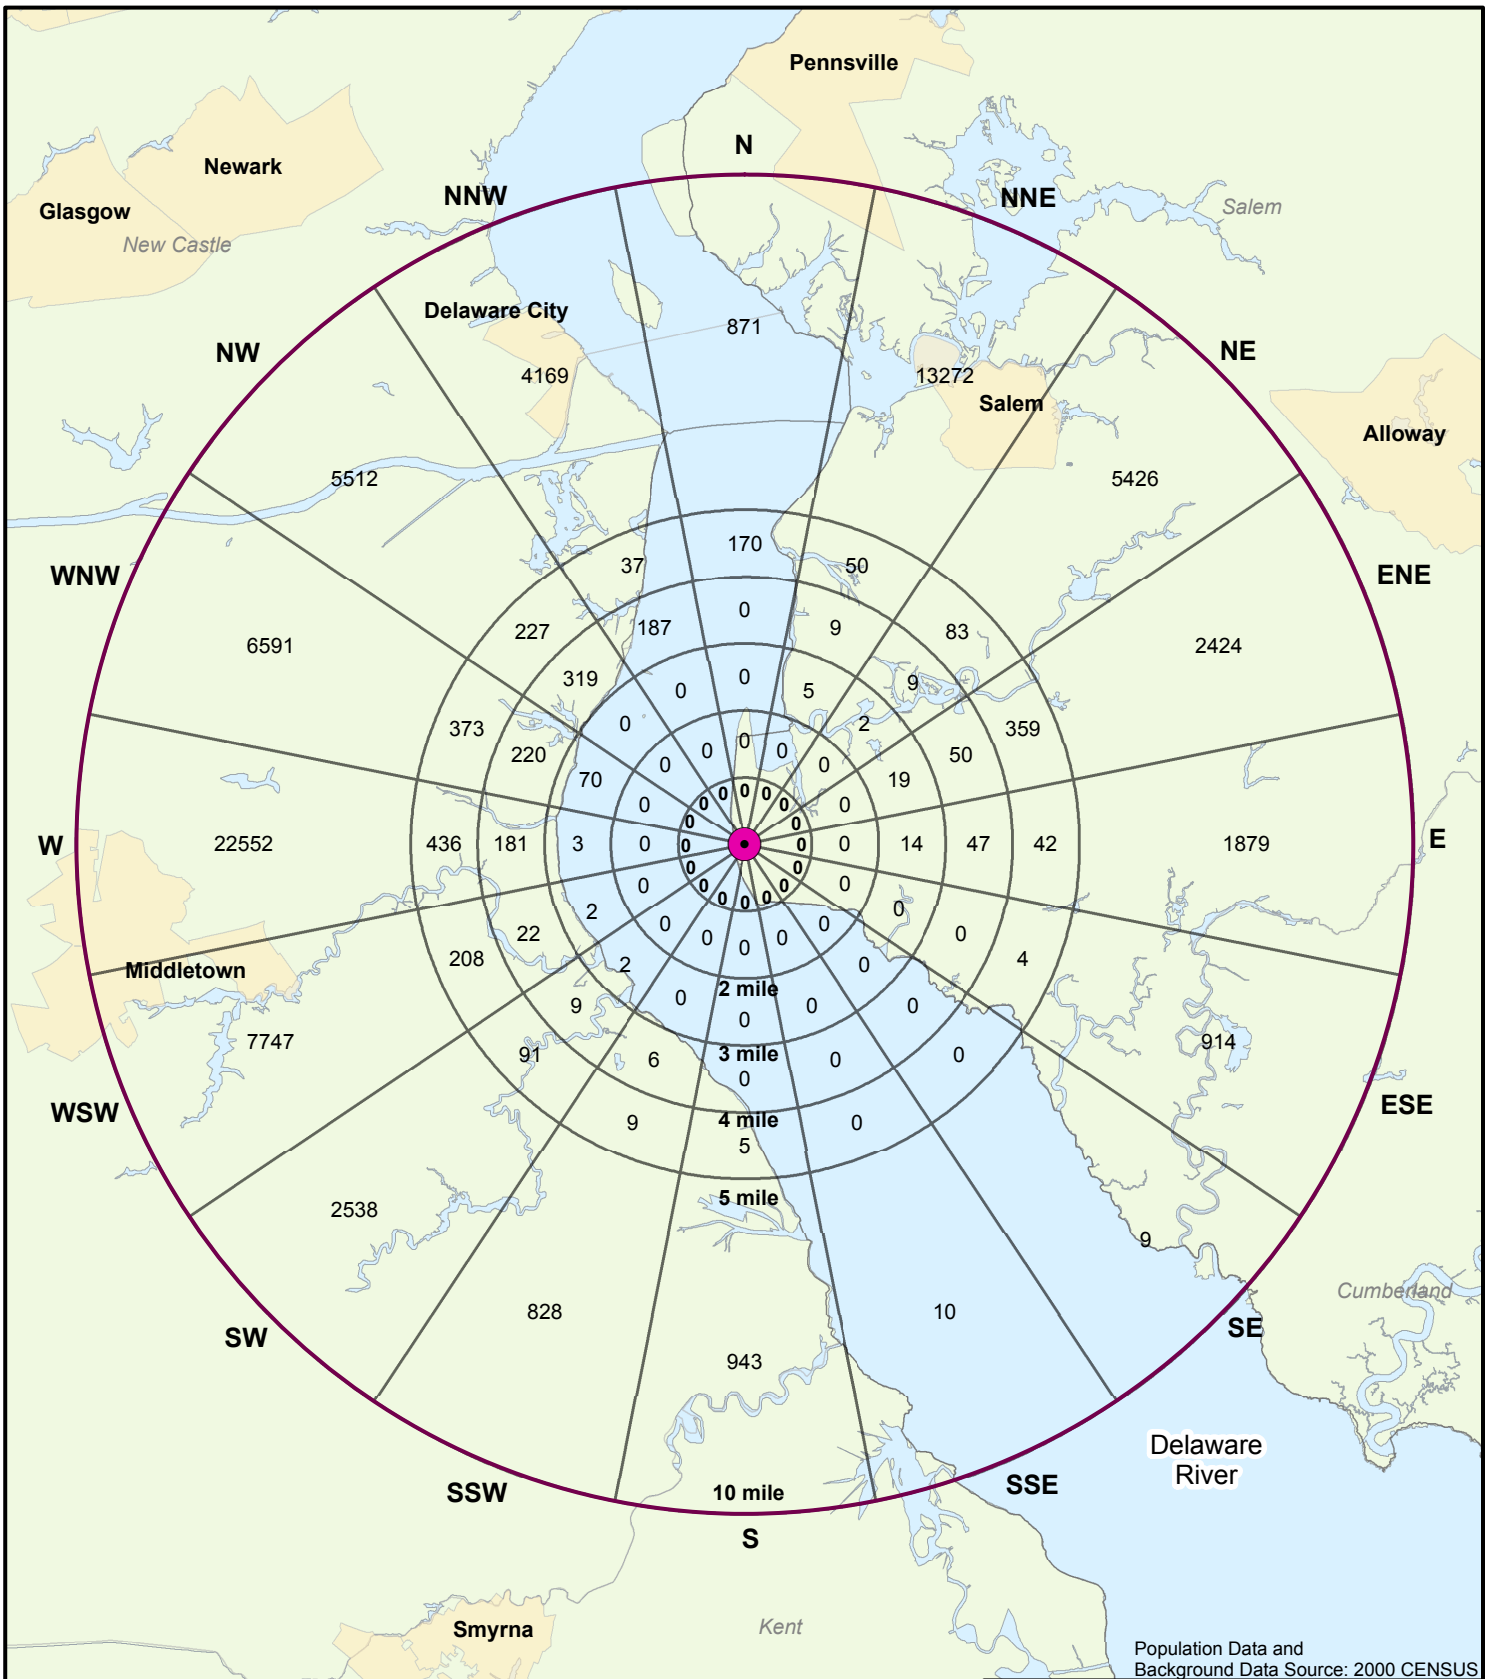 Pennsville
N
Newark
NNW
NNE
Glasgow
Salem
New Castle
Delaware City
871
NW
NE
4169
13272
Salem
Alloway
5512
5426
170
37
50
WNW
ENE
0
187
9
227
83
6591
2424
319
0
0
5
9
373
0
2
359
220
0
0
0
0
0
50
70
19
0
0
0 0 0 0 0
0 0
W
22552
436
181
3
0
0
0
0
14
47
42
1879
E
0
0
0
0
0
0
0 0 0
2
0
22
0
0
0
0
0
0
208
2
0
4
Middletown
2 mile
0
0
9
0
0
7747
91
6
3 mile
0
0
0
914
WSW
ESE
9
4 mile
0
5
5 mile
2538
9
Cumberland
828
10
SW
SE
943
Delaware
River
SSW
10 mile
SSE
S
Smyrna
Kent
Population Data and
Background Data Source: 2000 CENSUS